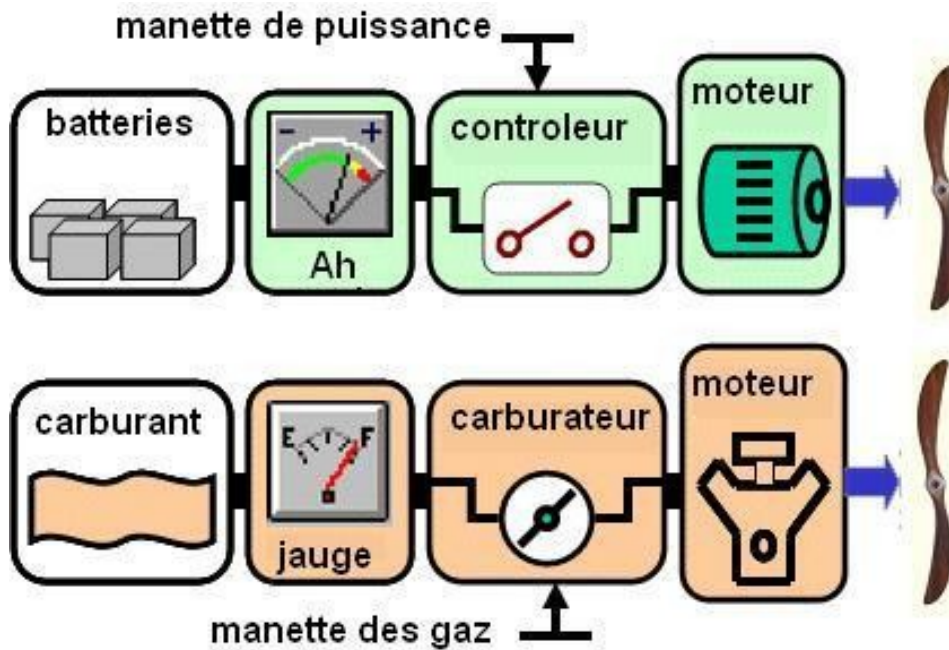 manette de puissance
batteries
- +
Ah
controleur
moteur
carburant
E F
jauge
carburateur
moteur
manette des gaz